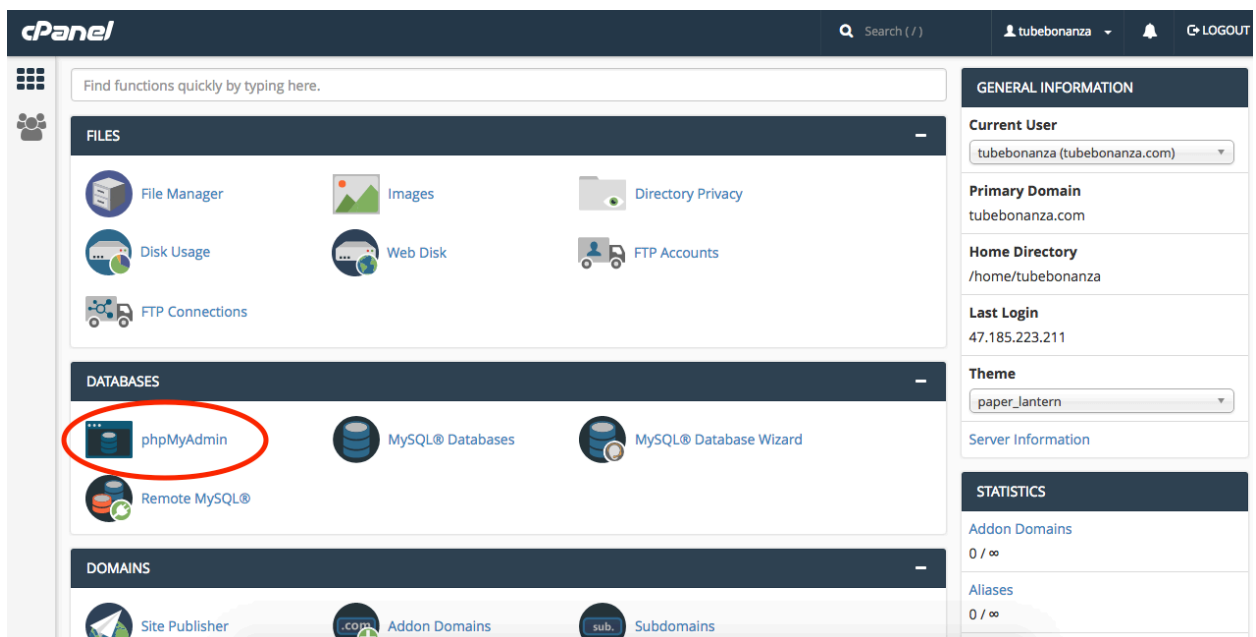 cPanel
Search ( / )
tubebonanza
LOGOUT
Find functions quickly by typing here.
FILES
File Manager
Images
Directory Privacy
Disk Usage
Web Disk
FTP Accounts
FTP Connections
DATABASES
phpMyAdmin
MySQL® Databases
MySQL® Database Wizard
Remote MySQL®
DOMAINS
Site Publisher
.com
Addon Domains
sub.
Subdomains
GENERAL INFORMATION
Current User
tubebonanza (tubebonanza.com)
Primary Domain
tubebonanza.com
Home Directory
/home/tubebonanza
Last Login
47.185.223.211
Theme
paper_lantern
Server Information
STATISTICS
Addon Domains
0 / ∞
Aliases
0 / ∞